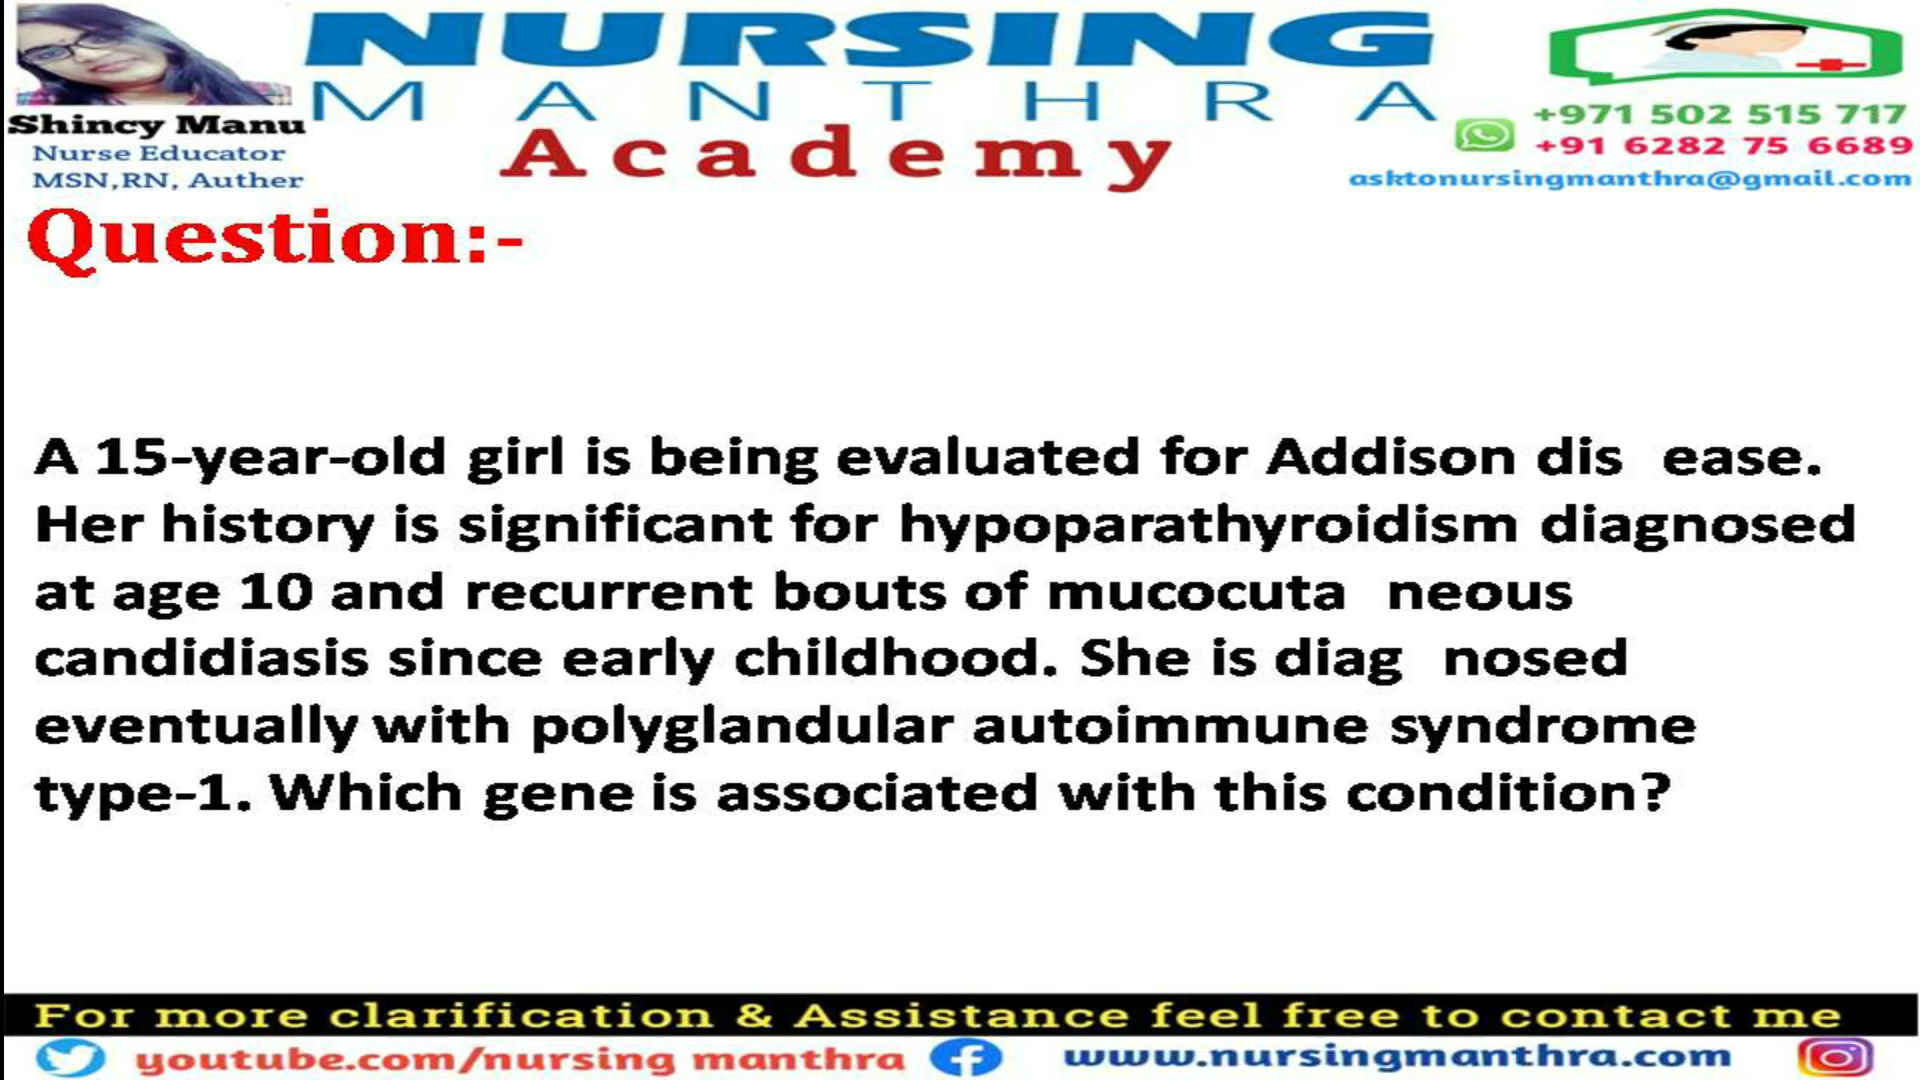 NURSING
MANTHRA
Academy
Shincy Manu
Nurse Educator
MSN,RN, Auther
+971 502 515 717
+91 6282 75 6689
asktonursingmanthra@gmail.com
Question:-
A 15-year-old girl is being evaluated for Addison dis ease.
Her history is significant for hypoparathyroidism diagnosed
at age 10 and recurrent bouts of mucocuta neous
candidiasis since early childhood. She is diag nosed
eventually with polyglandular autoimmune syndrome
type-1. Which gene is associated with this condition?
For more clarification & Assistance feel free to contact me
youtube.com/nursing manthra
www.nursingmanthra.com